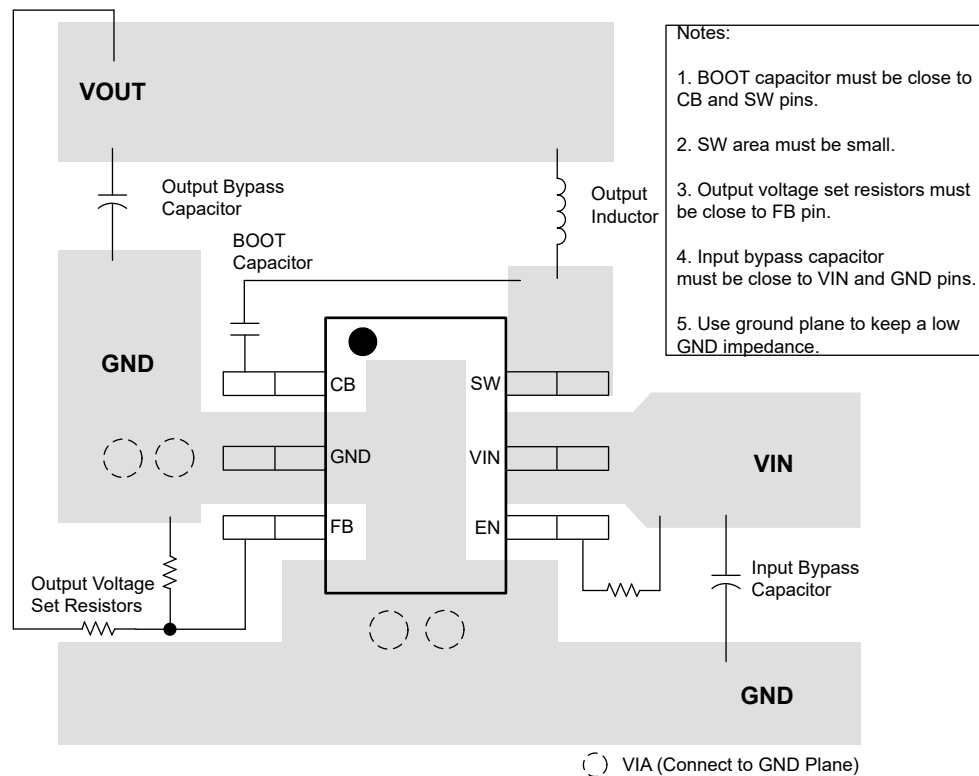 Notes:
1. BOOT capacitor must be close to
CB and SW pins.
2. SW area must be small.
3. Output voltage set resistors must
be close to FB pin.
4. Input bypass capacitor
must be close to VIN and GND pins.
5. Use ground plane to keep a low
GND impedance.
VOUT
Output Bypass
Capacitor
Output
Inductor
BOOT
Capacitor
GND
CB
SW
GND
VIN
VIN
FB
EN
Output Voltage
Set Resistors
Input Bypass
Capacitor
GND
VIA (Connect to GND Plane)